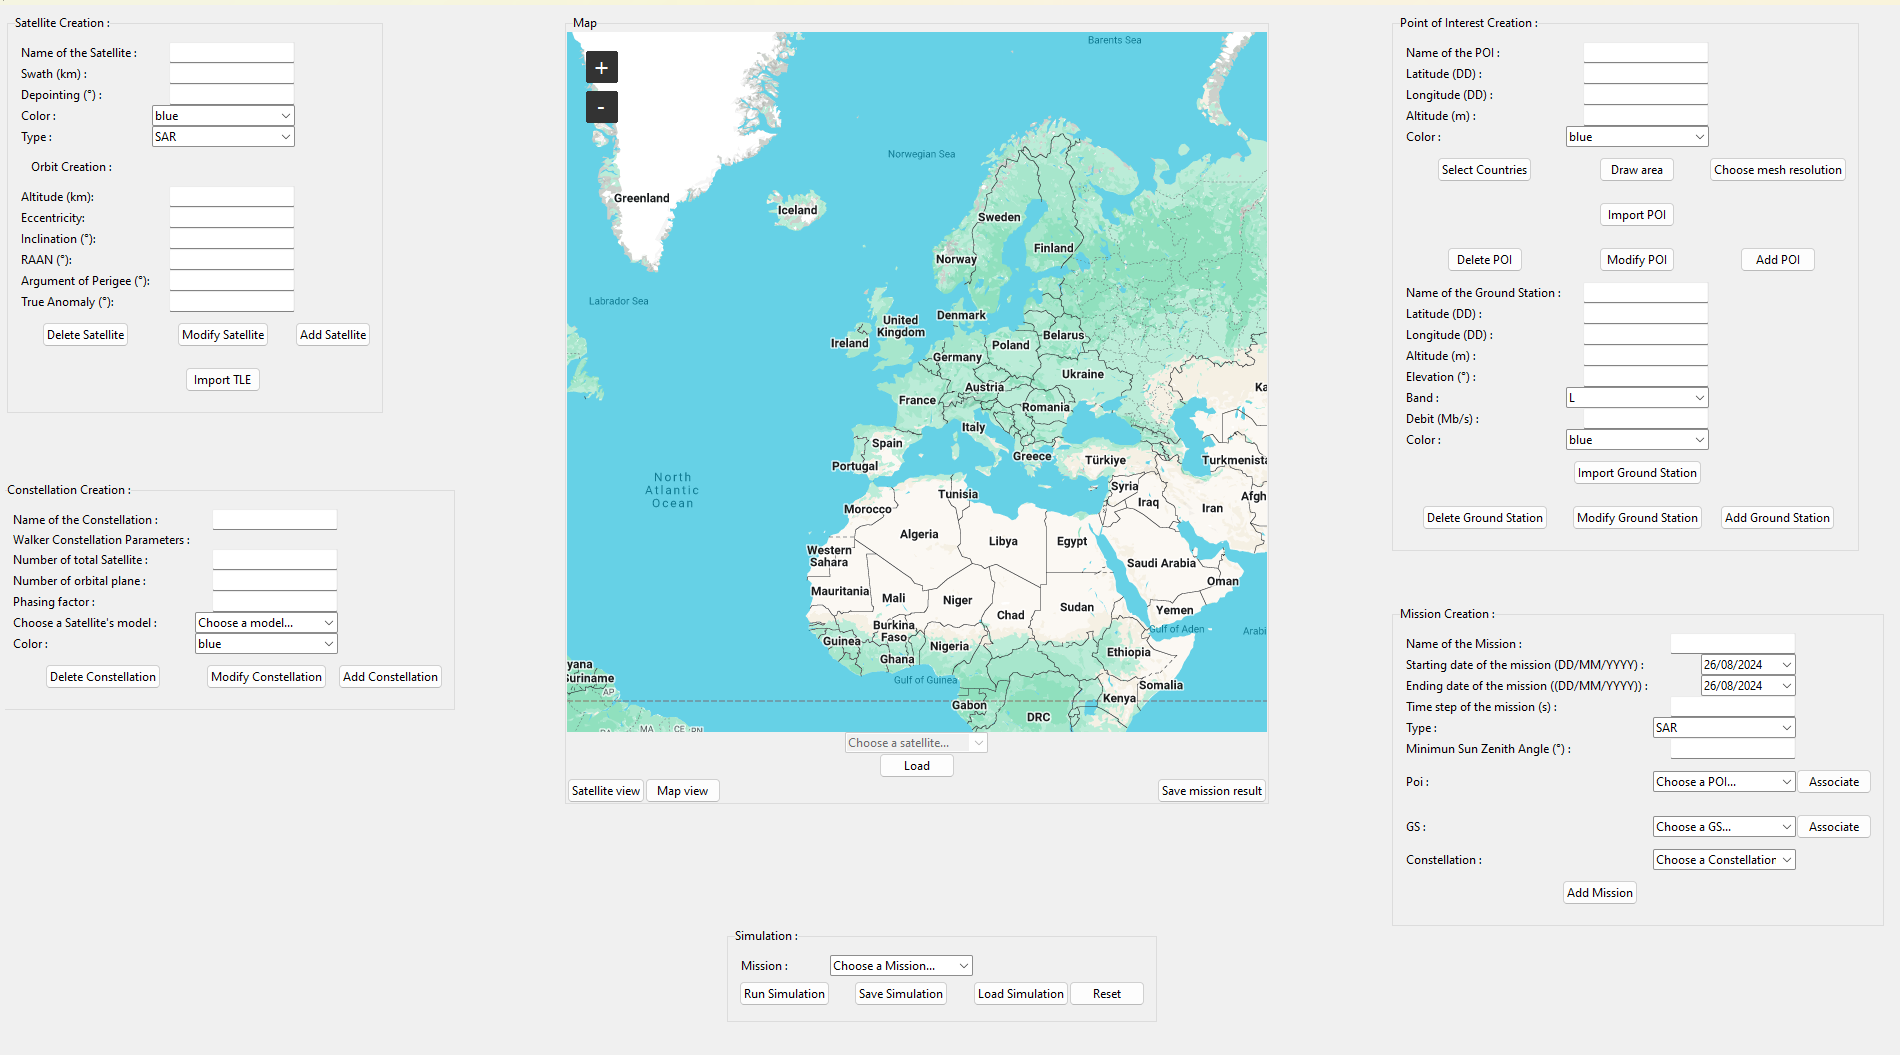 Satellite Creation :
Name of the Satellite :
Swath (km) :
Depointing (°) :
Color :
blue
Type :
SAR
Orbit Creation :
Altitude (km):
Eccentricity:
Inclination (°):
RAAN (°):
Argument of Perigee (°):
True Anomaly (°):
Delete Satellite
Modify Satellite
Add Satellite
Import TLE
Constellation Creation :
Name of the Constellation :
Walker Constellation Parameters :
Number of total Satellite :
Number of orbital plane :
Phasing factor :
Choose a Satellite's model :
Choose a model...
Color :
blue
Delete Constellation
Modify Constellation
Add Constellation
Map
+
-
Barents Sea
Norwegian Sea
Greenland
Iceland
Sweden
Finland
Norway
Labrador Sea
Denmark
United
Kingdom
Ireland
Belarus
Poland
Germany
Ukraine
Austria
Ka
France
Romania
Italy
Spain
Greece
Türkiye
Turkmenista
Portugal
North
Atlantic
Ocean
Tunisia
Syria
Afgh
Iraq
Iran
Morocco
Algeria
Libya
Egypt
Western
Sahara
Saudi Arabia
Oman
Mauritania
Mali
Niger
Chad
Sudan
Yemen
Burkina
Faso
Gulf of Aden
Arabi
Guinea
Nigeria
Ghana
Ethiopia
yana
Suriname
Gulf of Guinea
Somalia
AP
Kenya
Gabon
DRC
MA
CE
Choose a satellite...
Load
Satellite view
Map view
Save mission result
Simulation :
Mission :
Choose a Mission...
Run Simulation
Save Simulation
Load Simulation
Reset
Point of Interest Creation :
Name of the POI :
Latitude (DD) :
Longitude (DD) :
Altitude (m) :
Color :
blue
Select Countries
Draw area
Choose mesh resolution
Import POI
Delete POI
Modify POI
Add POI
Name of the Ground Station :
Latitude (DD) :
Longitude (DD) :
Altitude (m) :
Elevation (°) :
Band :
L
Debit (Mb/s) :
Color :
blue
Import Ground Station
Delete Ground Station
Modify Ground Station
Add Ground Station
Mission Creation :
Name of the Mission :
Starting date of the mission (DD/MM/YYYY) :
26/08/2024
Ending date of the mission ((DD/MM/YYYY)) :
26/08/2024
Time step of the mission (s) :
Type :
SAR
Minimun Sun Zenith Angle (°) :
Poi :
Choose a POI...
Associate
GS :
Choose a GS...
Associate
Constellation :
Choose a Constellation
Add Mission